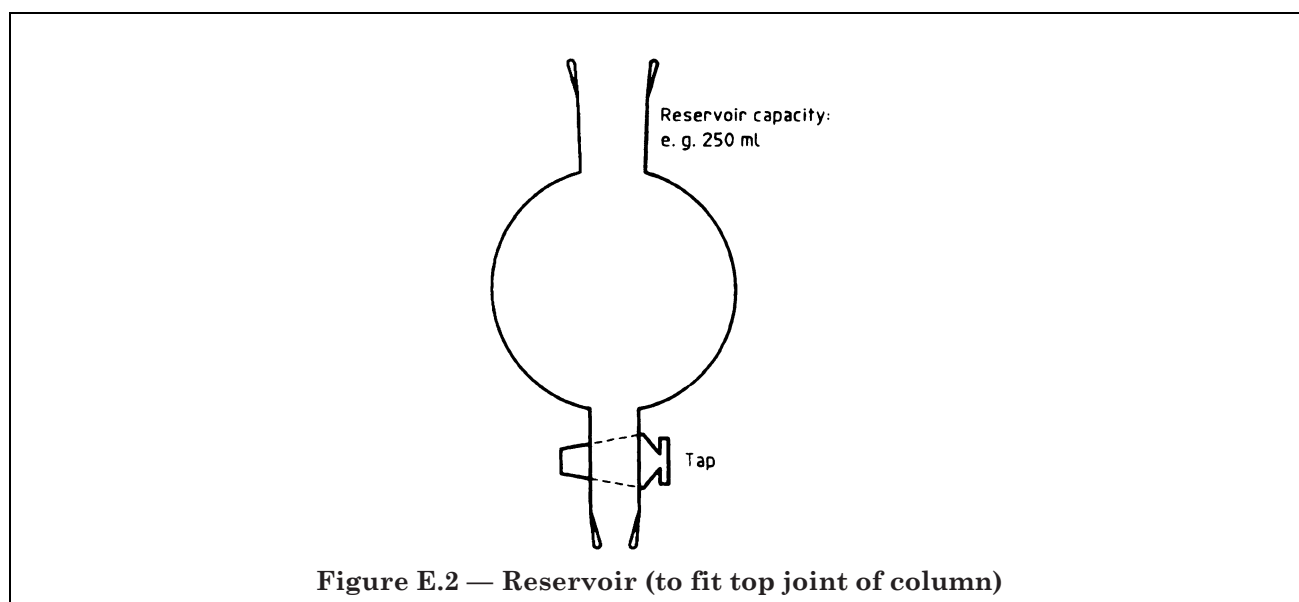 Reservoir capacity:
e. g. 250 ml
Tap
Figure E.2 — Reservoir (to fit top joint of column)